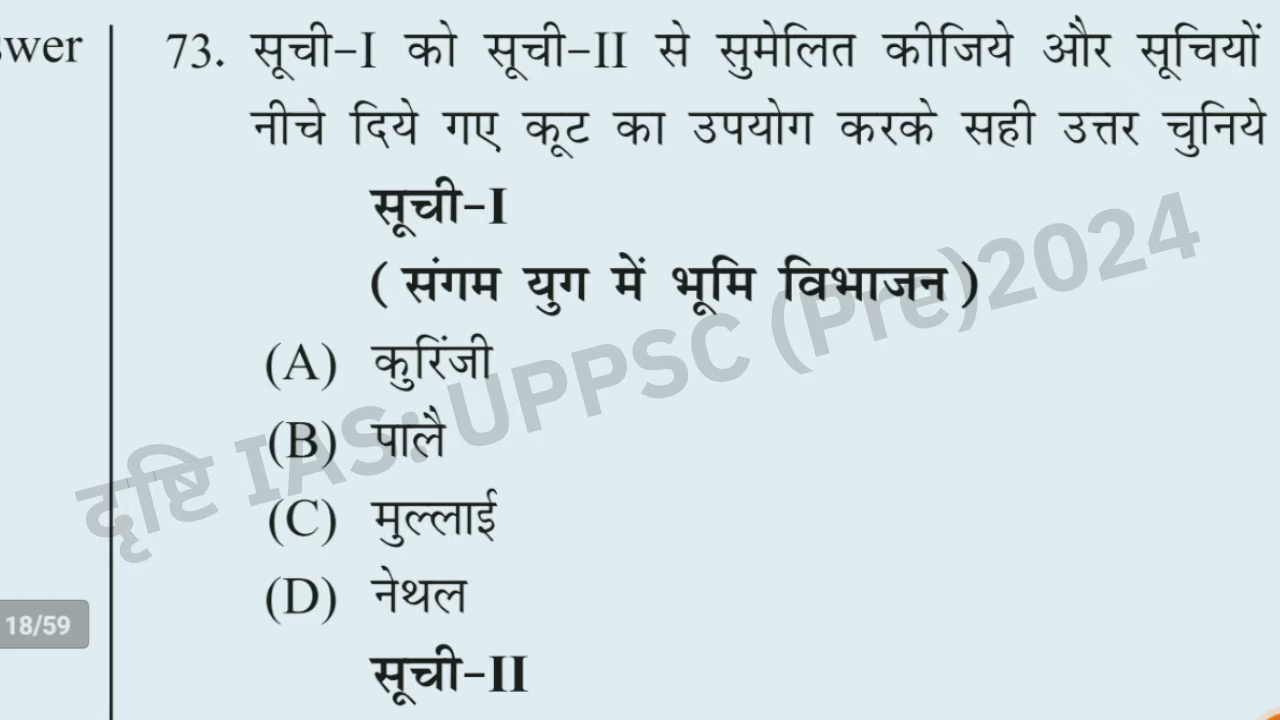 73. सूची-I को सूची-II से सुमेलित कीजिये और सूचियों
नीचे दिये गए कूट का उपयोग करके सही उत्तर चुनिये
सूची-I
( संगम युग में भूमि विभाजन )
(A) कुरिंजी
(B) पालै
(C) मुल्लाई
(D) नेथल
सूची-II
दृष्टि IAS: UPPSC (Pre)2024
18/59